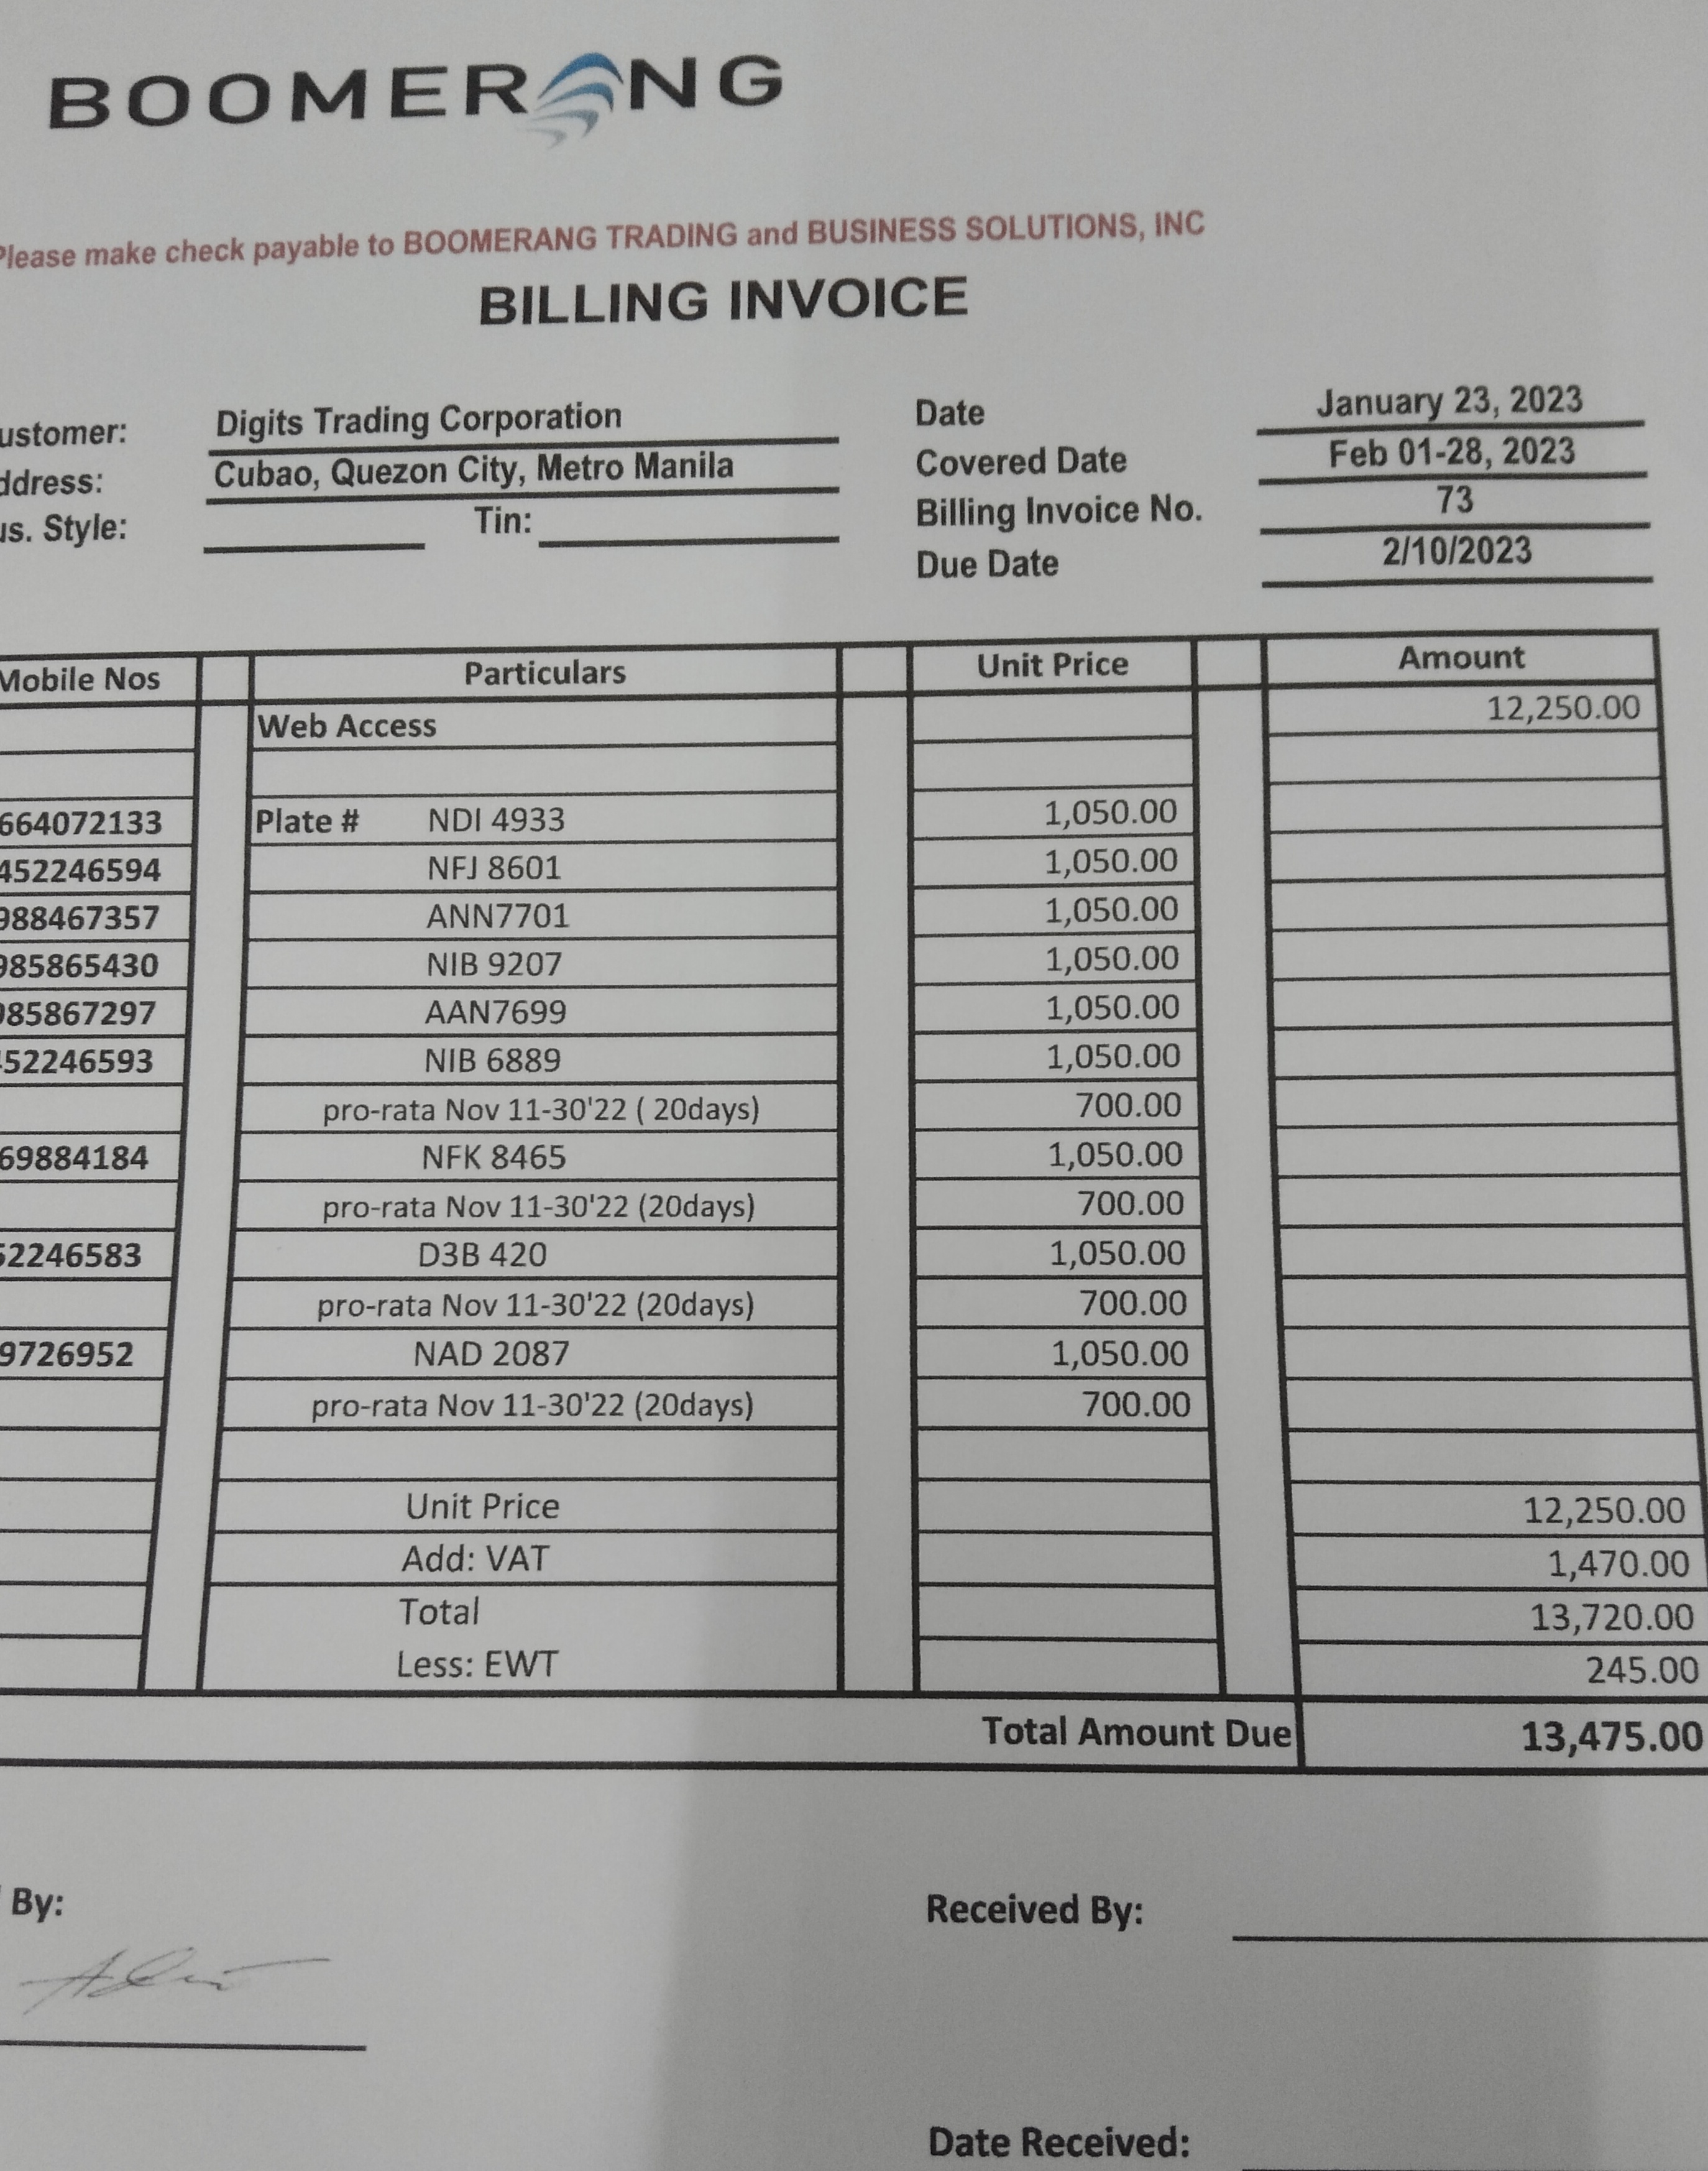 BOOMERANG
Please make check payable to BOOMERANG TRADING and BUSINESS SOLUTIONS, INC
BILLING INVOICE
ustomer: Digits Trading Corporation Date January 23, 2023
ddress: Cubao, Quezon City, Metro Manila Covered Date Feb 01-28, 2023
us. Style: Tin: Billing Invoice No. 73
Due Date 2/10/2023
Mobile Nos Particulars Unit Price Amount
Web Access 12,250.00
664072133 Plate # NDI 4933 1,050.00
452246594 NFJ 8601 1,050.00
988467357 ANN7701 1,050.00
985865430 NIB 9207 1,050.00
985867297 AAN7699 1,050.00
52246593 NIB 6889 1,050.00
pro-rata Nov 11-30'22 ( 20days) 700.00
69884184 NFK 8465 1,050.00
pro-rata Nov 11-30'22 (20days) 700.00
52246583 D3B 420 1,050.00
pro-rata Nov 11-30'22 (20days) 700.00
9726952 NAD 2087 1,050.00
pro-rata Nov 11-30'22 (20days) 700.00
Unit Price 12,250.00
Add: VAT 1,470.00
Total 13,720.00
Less: EWT 245.00
Total Amount Due 13,475.00
By: Received By:
Date Received: